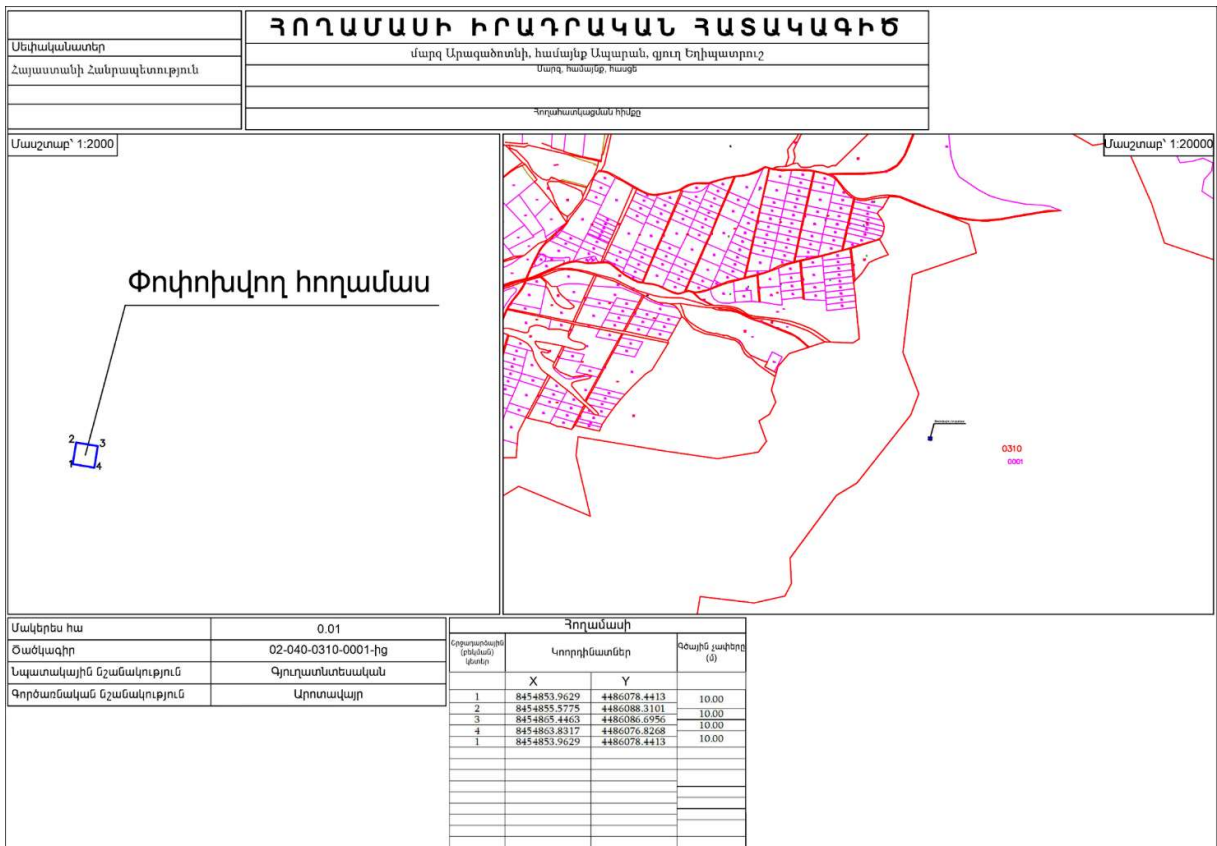 Սեփականատեր
Հայաստանի Հանրապետություն
ՀՈՂԱՄԱՍԻ ԻՐԱԴՐԱԿԱՆ ՀԱՏԱԿԱԳԻԾ
մարզ Արագածոտնի, համայնք Ապարան, գյուղ Եղիպատրուշ
Մարզ, համայնք, հասցե
Հողահատկացման հիմքը
Մասշտաբ՝ 1:2000
Փոփոխվող հողամաս
2
3
1
4
Մասշտաբ՝ 1:20000
0310
0001
Մակերես հա 0.01
Ծածկագիր 02-040-0310-0001-ից
Նպատակային նշանակություն Գյուղատնտեսական
Գործառնական նշանակություն Արոտավայր
Հողամասի
Շրջադարձային
(բեկման)
կետեր
Կոորդինատներ
Գծային չափերը
(մ)
X Y
1 8454853.9629 4486078.4413 10.00
2 8454855.5775 4486088.3101 10.00
3 8454865.4463 4486086.6956 10.00
4 8454863.8317 4486076.8268 10.00
1 8454853.9629 4486078.4413